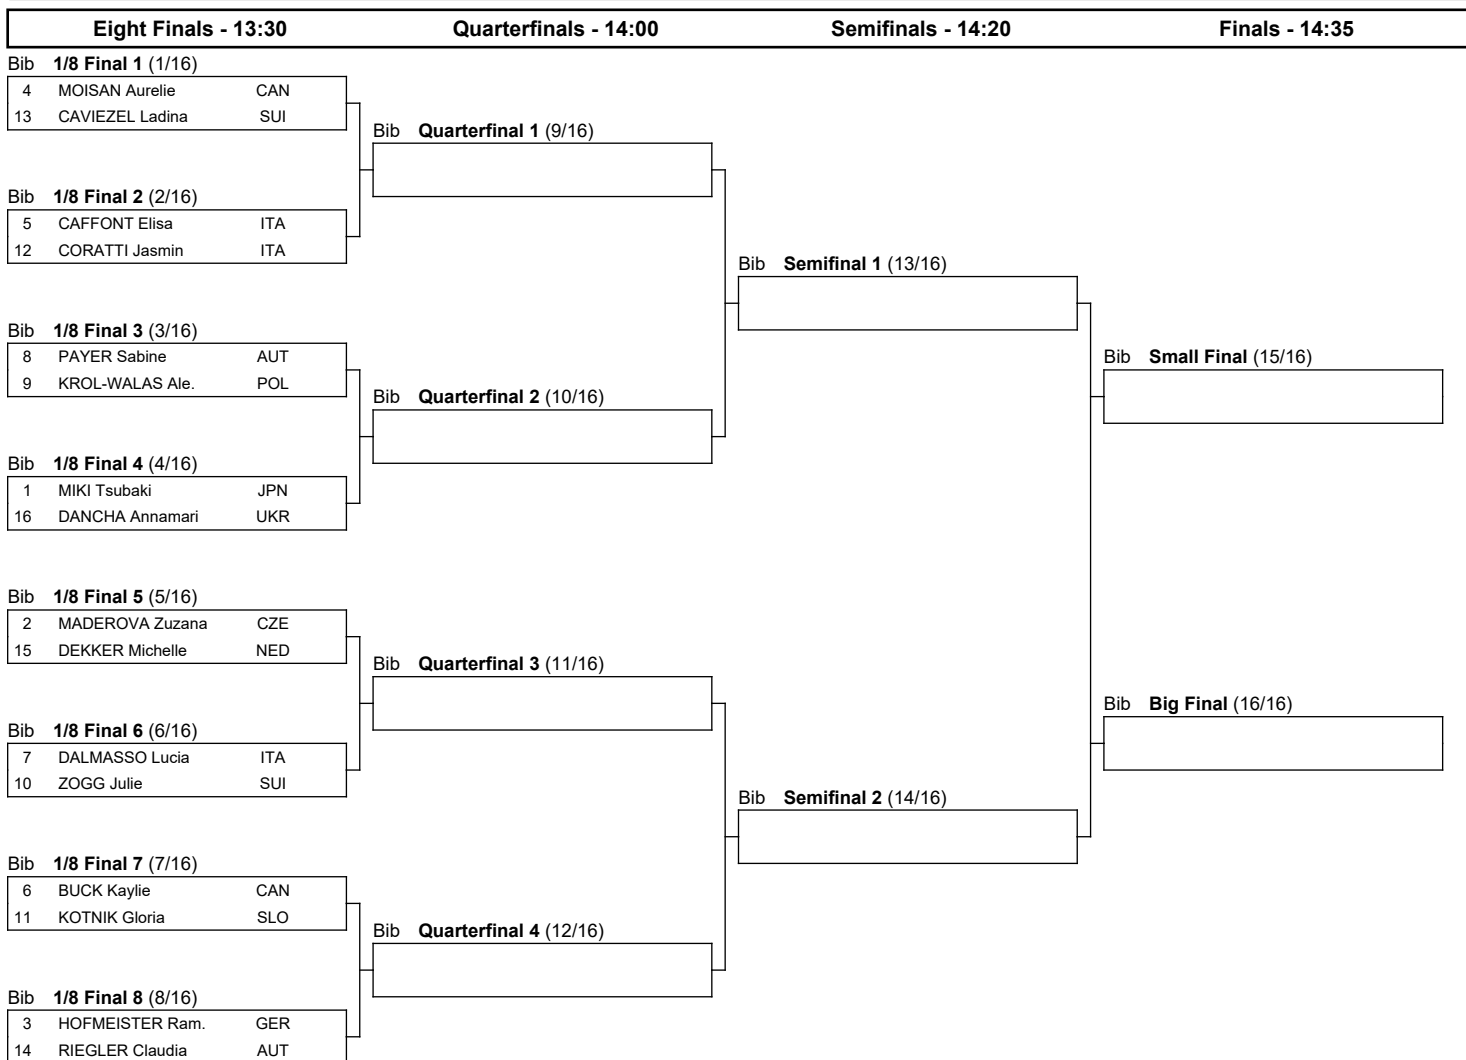 Eight Finals - 13:30 Quarterfinals - 14:00 Semifinals - 14:20 Finals - 14:35
Bib 1/8 Final 1 (1/16)
4 MOISAN Aurelie CAN
13 CAVIEZEL Ladina SUI
Bib Quarterfinal 1 (9/16)
Bib 1/8 Final 2 (2/16)
5 CAFFONT Elisa ITA
12 CORATTI Jasmin ITA
Bib Semifinal 1 (13/16)
Bib 1/8 Final 3 (3/16)
8 PAYER Sabine AUT
9 KROL-WALAS Ale. POL
Bib Small Final (15/16)
Bib Quarterfinal 2 (10/16)
Bib 1/8 Final 4 (4/16)
1 MIKI Tsubaki JPN
16 DANCHA Annamari UKR
Bib 1/8 Final 5 (5/16)
2 MADEROVA Zuzana CZE
15 DEKKER Michelle NED
Bib Quarterfinal 3 (11/16)
Bib Big Final (16/16)
Bib 1/8 Final 6 (6/16)
7 DALMASSO Lucia ITA
10 ZOGG Julie SUI
Bib Semifinal 2 (14/16)
Bib 1/8 Final 7 (7/16)
6 BUCK Kaylie CAN
11 KOTNIK Gloria SLO
Bib Quarterfinal 4 (12/16)
Bib 1/8 Final 8 (8/16)
3 HOFMEISTER Ram. GER
14 RIEGLER Claudia AUT